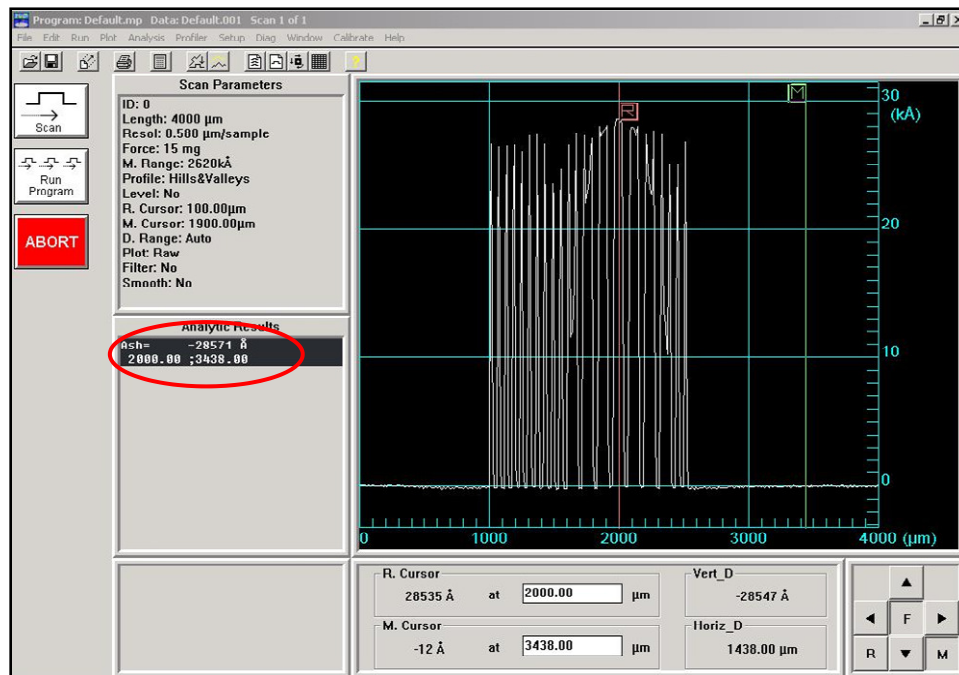 Program: Default.mp Data: Default.001 Scan 1 of 1
File Edit Run Plot Analysis Profiler Setup Diag Window Calibrate Help
Scan
Run
Program
ABORT
Scan Parameters
ID: 0
Length: 4000 µm
Resol: 0.500 µm/sample
Force: 15 mg
M. Range: 2620kÅ
Profile: Hills&Valleys
Level: No
R. Cursor: 100.00µm
M. Cursor: 1900.00µm
D. Range: Auto
Plot: Raw
Filter: No
Smooth: No
Analytic Results
Ash= -28571 Å
2000.00 ;3438.00
R
M
30
(kÅ)
20
10
0
0 1000 2000 3000 4000 (µm)
R. Cursor
28535 Å at 2000.00 µm
M. Cursor
-12 Å at 3438.00 µm
Vert_D
-28547 Å
Horiz_D
1438.00 µm
F
R
M